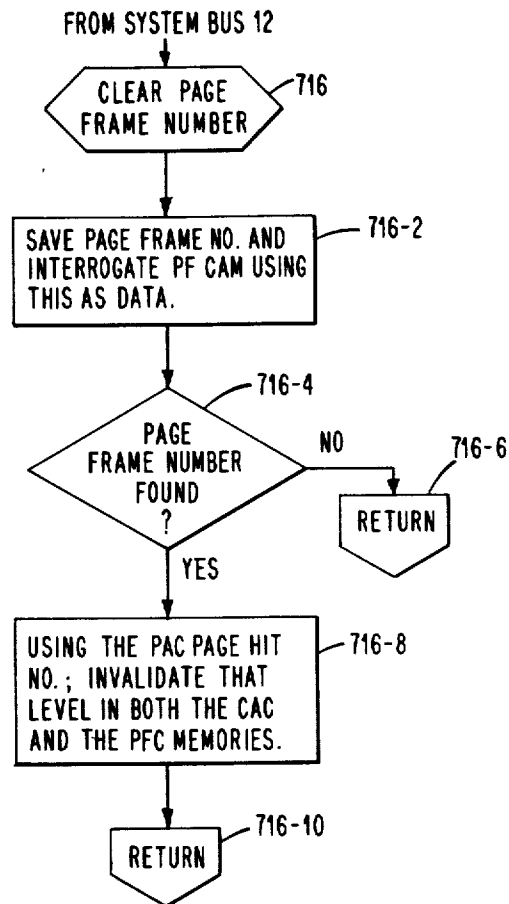 FROM SYSTEM BUS 12
716
CLEAR PAGE
FRAME NUMBER
716-2
SAVE PAGE FRAME NO. AND
INTERROGATE PF CAM USING
THIS AS DATA.
716-4
PAGE
FRAME NUMBER
FOUND
?
NO
716-6
RETURN
YES
716-8
USING THE PAC PAGE HIT
NO.; INVALIDATE THAT
LEVEL IN BOTH THE CAC
AND THE PFC MEMORIES.
716-10
RETURN